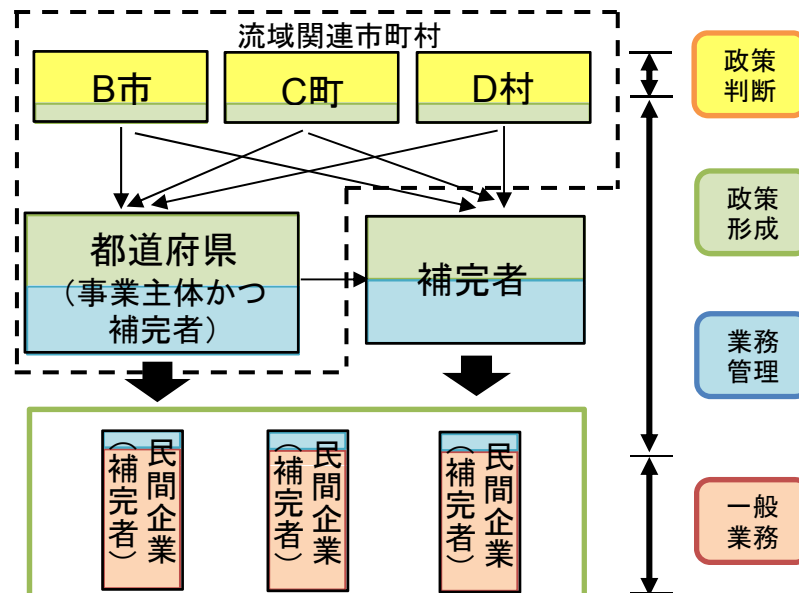 流域関連市町村
B市
C町
D村
政策
判断
都道府県
（事業主体かつ
補完者）
補完者
政策
形成
業務
管理
民間企業
（補完者）
民間企業
（補完者）
民間企業
（補完者）
一般
業務